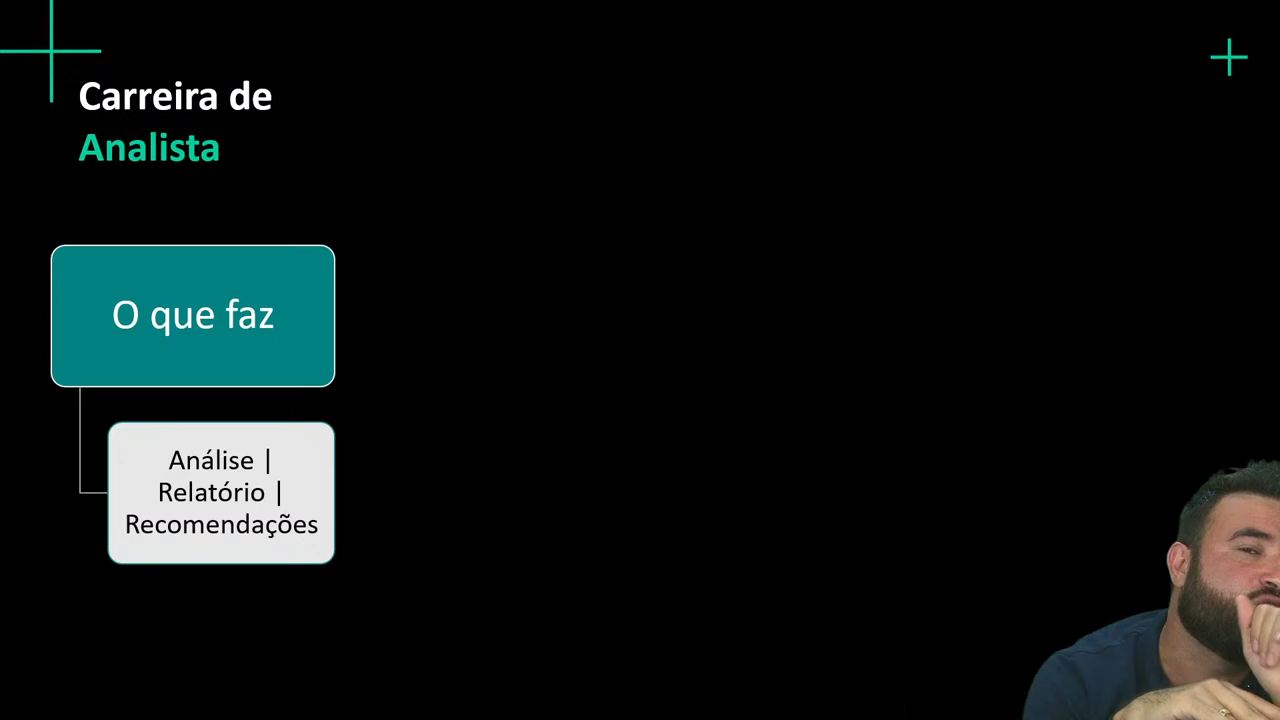 Carreira de
Analista
O que faz
Análise |
Relatório |
Recomendações